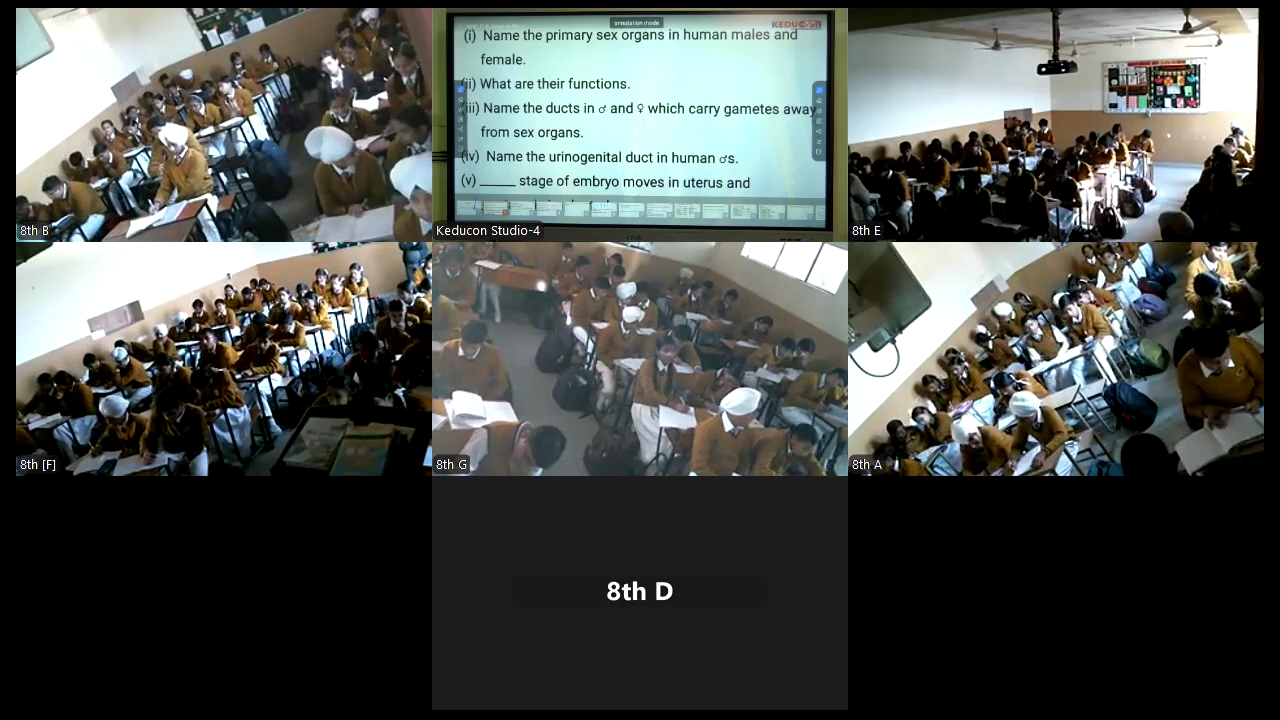 annotation mode
KEDUCON
(i) Name the primary sex organs in human males and
female.
(ii) What are their functions.
(iii) Name the ducts in ♂ and ♀ which carry gametes away
from sex organs.
(iv) Name the urinogenital duct in human ♂s.
(v) ______ stage of embryo moves in uterus and
8th B
Keducon Studio-4
8th E
8th [F]
8th G
8th A
8th D